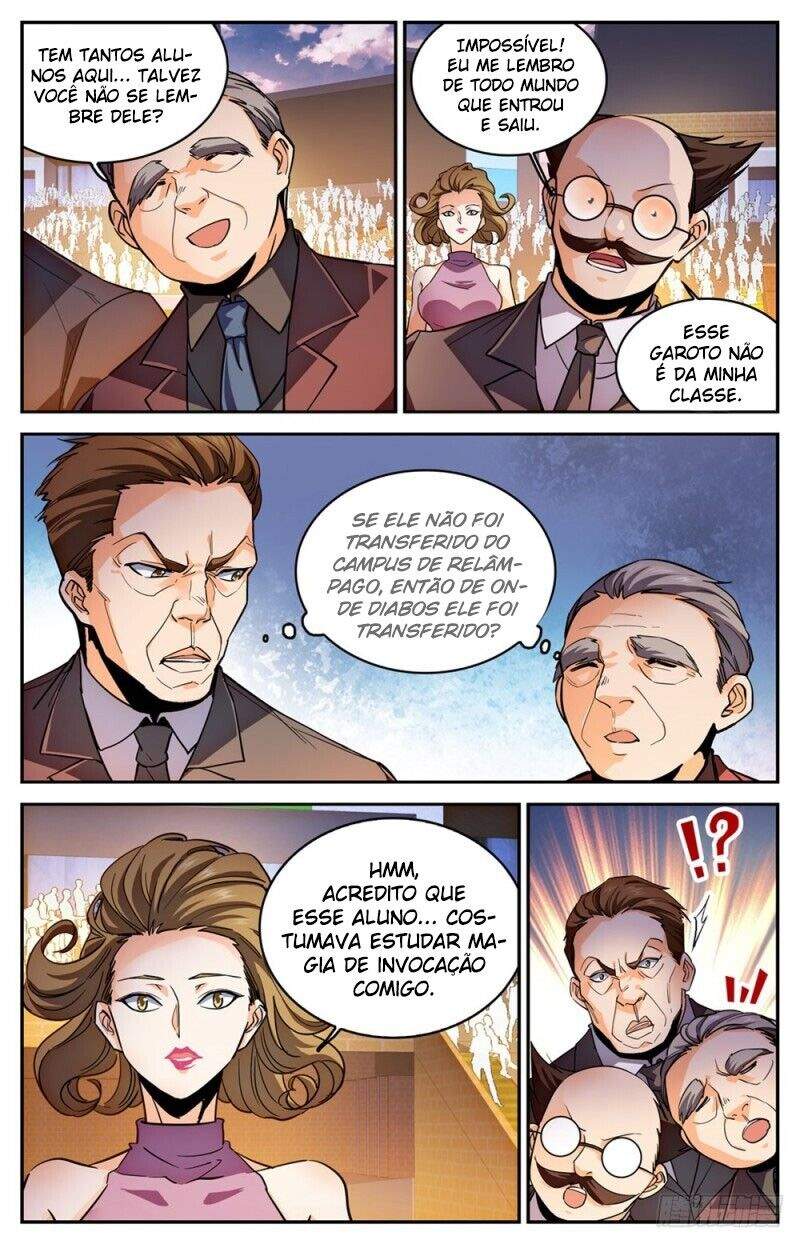 TEM TANTOS ALU-
NOS AQUI... TALVEZ
VOCÊ NÃO SE LEM-
BRE DELE?
IMPOSSÍVEL!
EU ME LEMBRO
DE TODO MUNDO
QUE ENTROU
E SAIU.
ESSE
GAROTO NÃO
É DA MINHA
CLASSE.
SE ELE NÃO FOI
TRANSFERIDO DO
CAMPUS DE RELÂM-
PAGO, ENTÃO DE ON-
DE DIABOS ELE FOI
TRANSFERIDO?
HMM,
ACREDITO QUE
ESSE ALUNO... COS-
TUMAVA ESTUDAR MA-
GIA DE INVOCAÇÃO
COMIGO.
!?